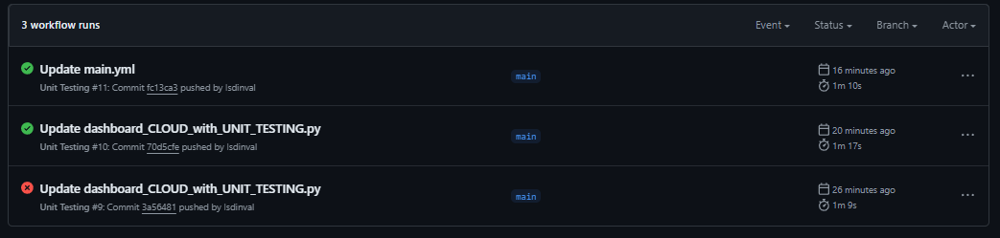 3 workflow runs Event Status Branch Actor
Update main.yml main 16 minutes ago
Unit Testing #11: Commit fc13ca3 pushed by lsdinval 1m 10s
Update dashboard_CLOUD_with_UNIT_TESTING.py main 20 minutes ago
Unit Testing #10: Commit 70d5cfe pushed by lsdinval 1m 17s
Update dashboard_CLOUD_with_UNIT_TESTING.py main 26 minutes ago
Unit Testing #9: Commit 3a56481 pushed by lsdinval 1m 9s